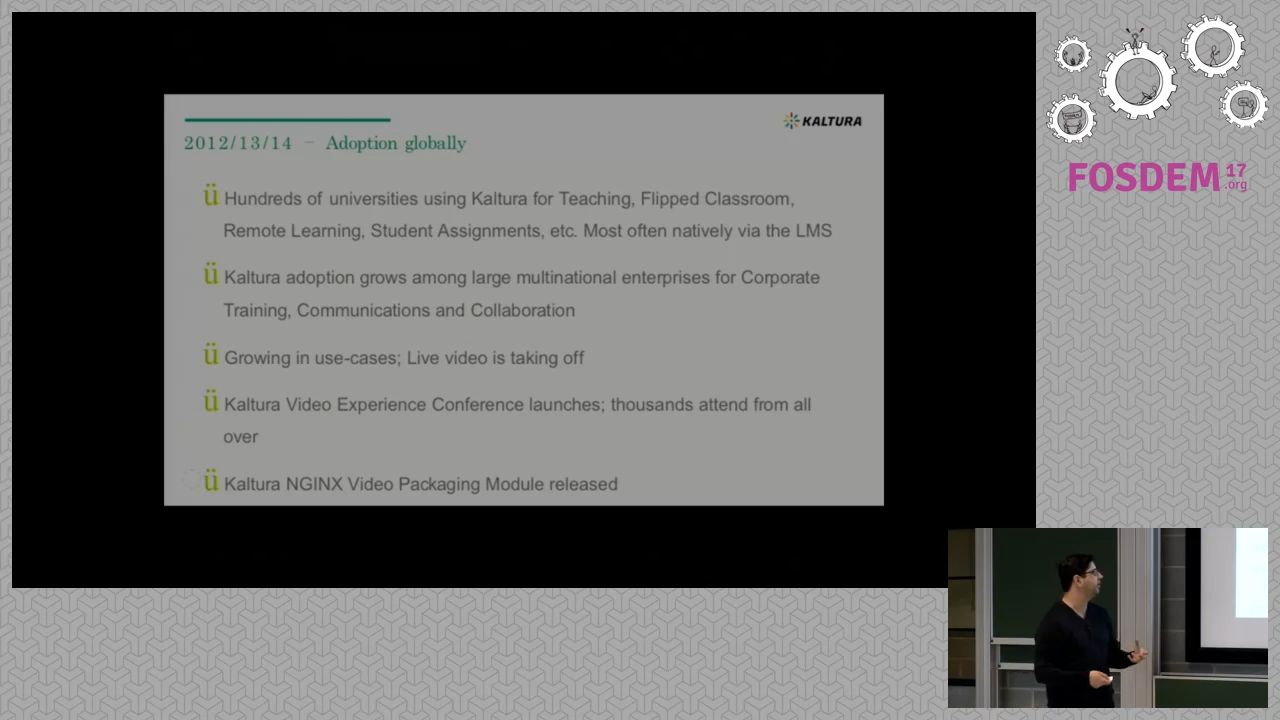 KALTURA
2012/13/14 – Adoption globally
ü Hundreds of universities using Kaltura for Teaching, Flipped Classroom,
Remote Learning, Student Assignments, etc. Most often natively via the LMS
ü Kaltura adoption grows among large multinational enterprises for Corporate
Training, Communications and Collaboration
ü Growing in use-cases; Live video is taking off
ü Kaltura Video Experience Conference launches; thousands attend from all
over
ü Kaltura NGINX Video Packaging Module released
FOSDEM 17
.org